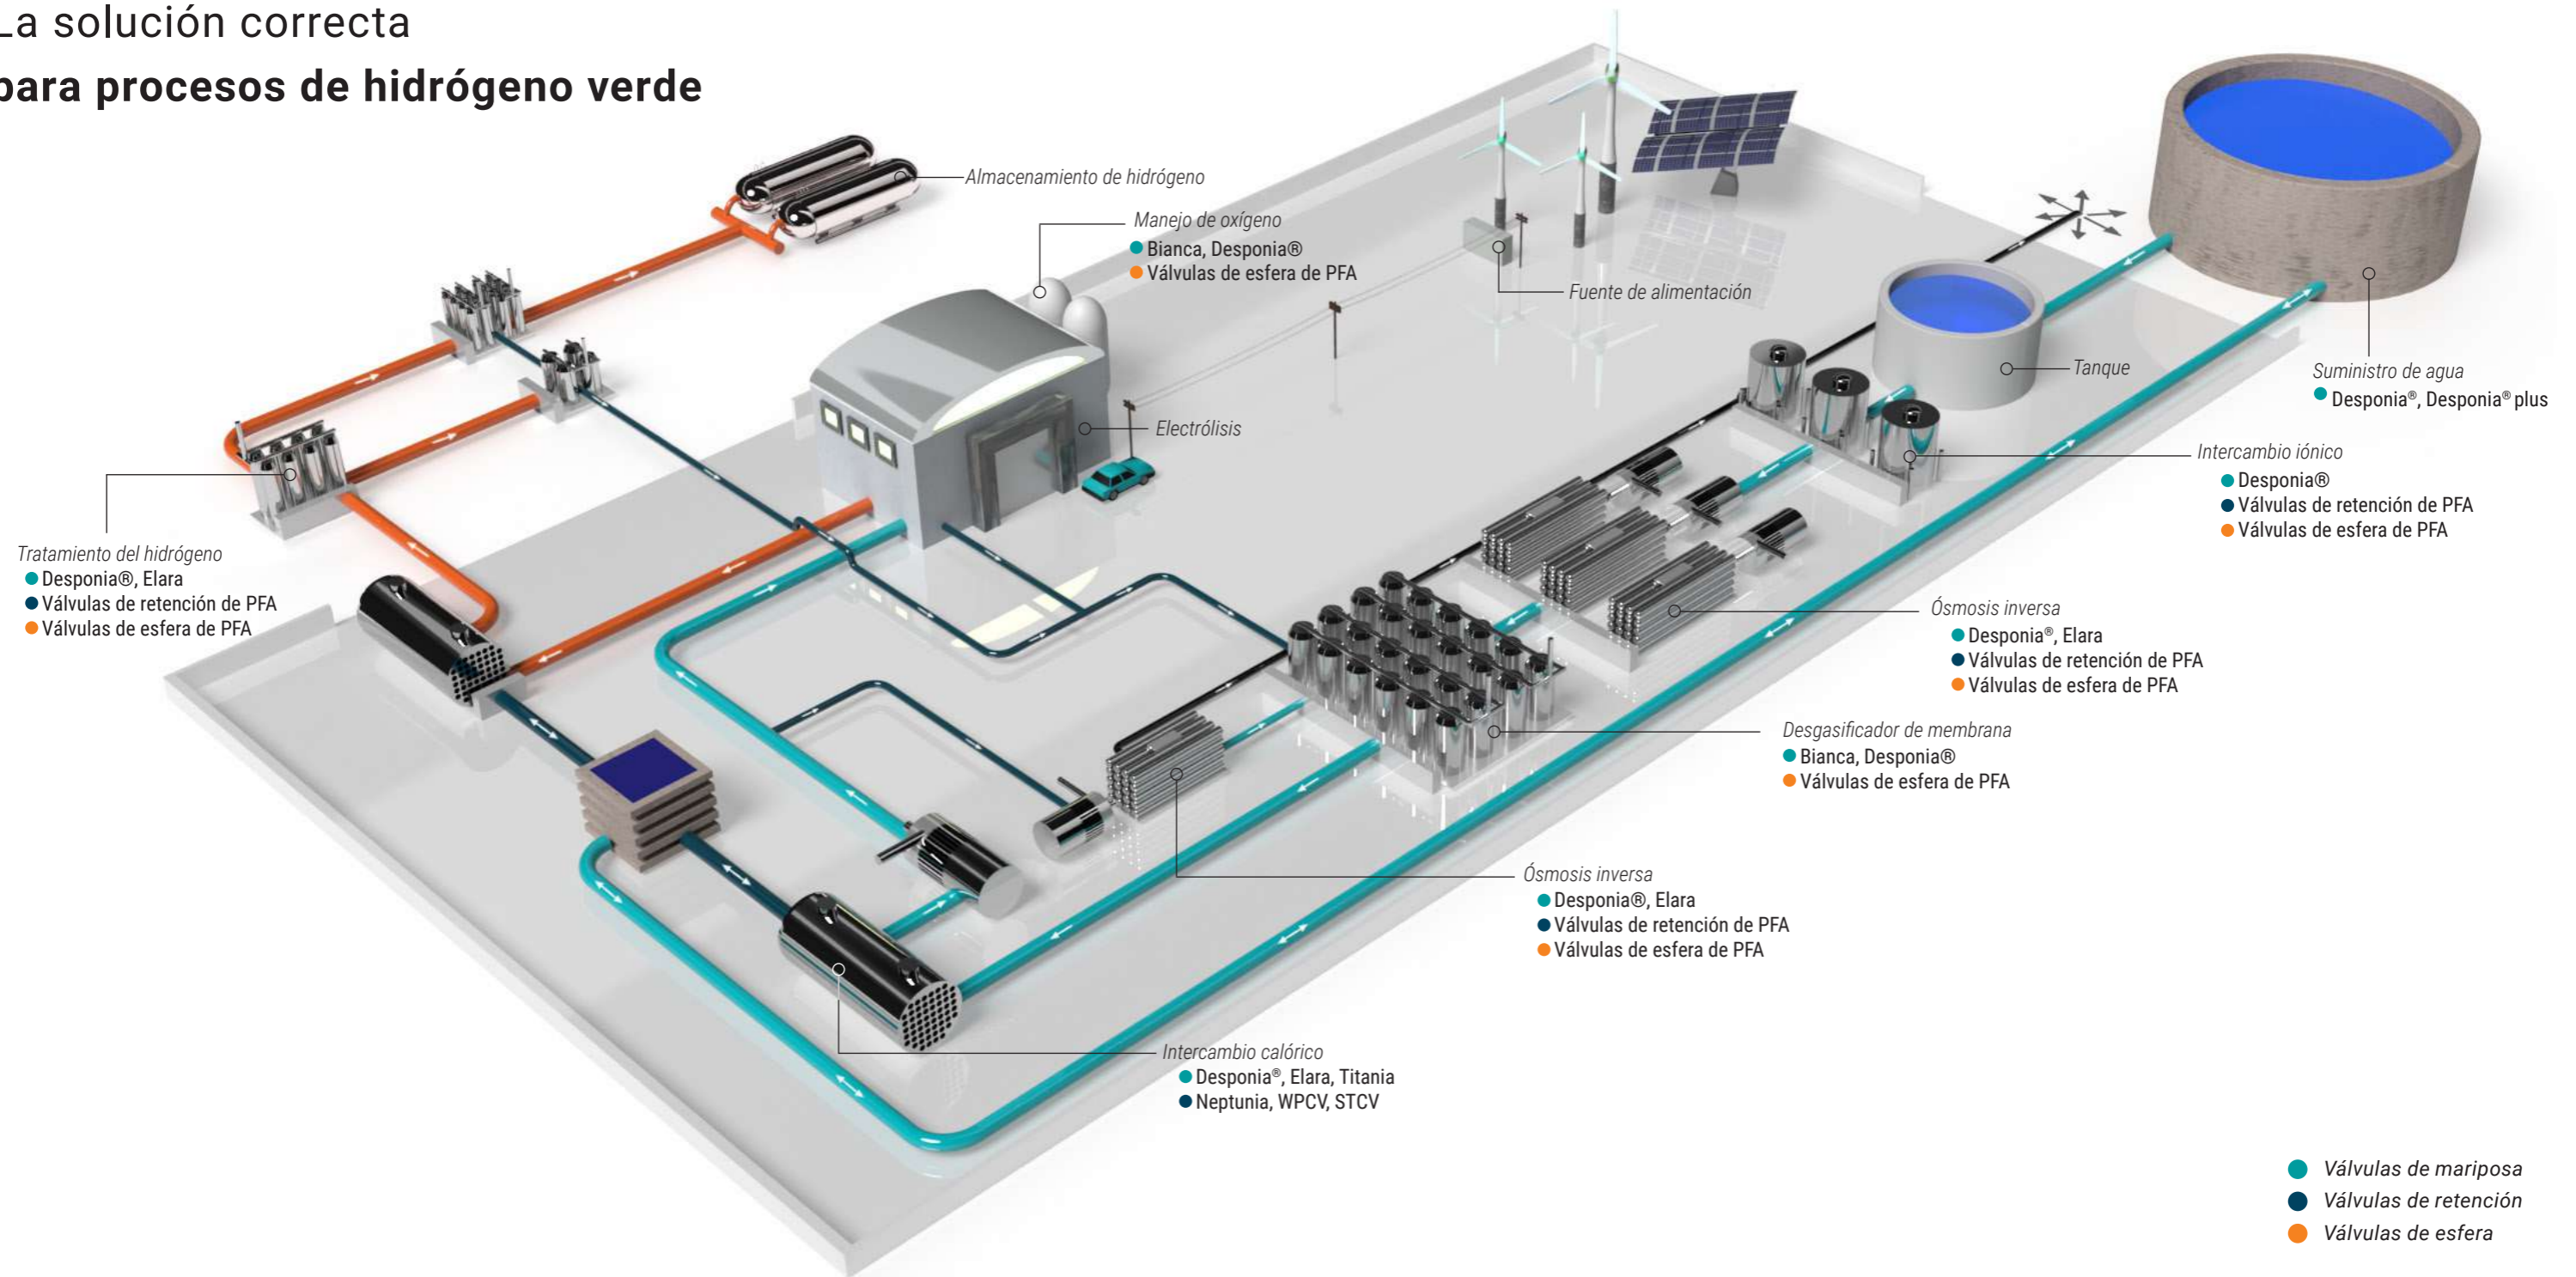 La solución correcta
para procesos de hidrógeno verde
Almacenamiento de hidrógeno
Manejo de oxígeno
Bianca, Desponia®
Válvulas de esfera de PFA
Fuente de alimentación
Tanque
Suministro de agua
Desponia®, Desponia® plus
Electrólisis
Intercambio iónico
Desponia®
Válvulas de retención de PFA
Válvulas de esfera de PFA
Tratamiento del hidrógeno
Desponia®, Elara
Válvulas de retención de PFA
Válvulas de esfera de PFA
Ósmosis inversa
Desponia®, Elara
Válvulas de retención de PFA
Válvulas de esfera de PFA
Desgasificador de membrana
Bianca, Desponia®
Válvulas de esfera de PFA
Ósmosis inversa
Desponia®, Elara
Válvulas de retención de PFA
Válvulas de esfera de PFA
Intercambio calórico
Desponia®, Elara, Titania
Neptunia, WPCV, STCV
Válvulas de mariposa
Válvulas de retención
Válvulas de esfera